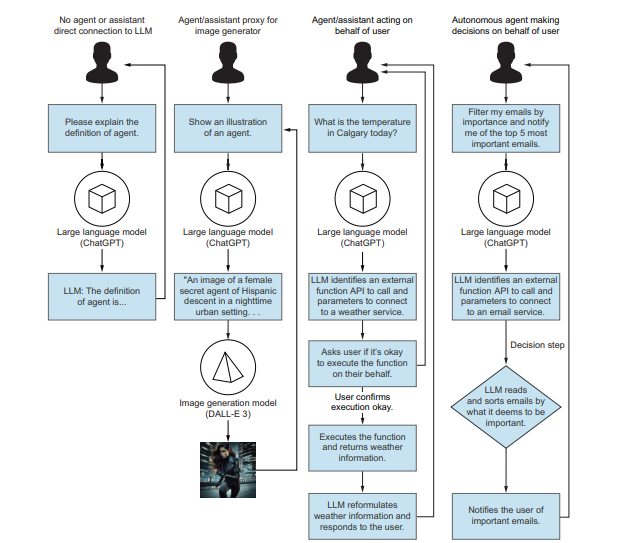 No agent or assistant
direct connection to LLM
Please explain the
definition of agent.
Large language model
(ChatGPT)
LLM: The definition
of agent is...
Agent/assistant proxy for
image generator
Show an illustration
of an agent.
Large language model
(ChatGPT)
"An image of a female
secret agent of Hispanic
descent in a nighttime
urban setting. . .
Image generation model
(DALL-E 3)
Agent/assistant acting on
behalf of user
What is the temperature
in Calgary today?
Large language model
(ChatGPT)
LLM identifies an external
function API to call and
parameters to connect
to a weather service.
Asks user if it's okay
to execute the function
on their behalf.
User confirms
execution okay.
Executes the function
and returns weather
information.
LLM reformulates
weather information and
responds to the user.
Autonomous agent making
decisions on behalf of user
Filter my emails by
importance and notify
me of the top 5 most
important emails.
Large language model
(ChatGPT)
LLM identifies an external
function API to call and
parameters to connect
to an email service.
Decision step
LLM reads
and sorts emails by
what it deems to be
important.
Notifies the user of
important emails.